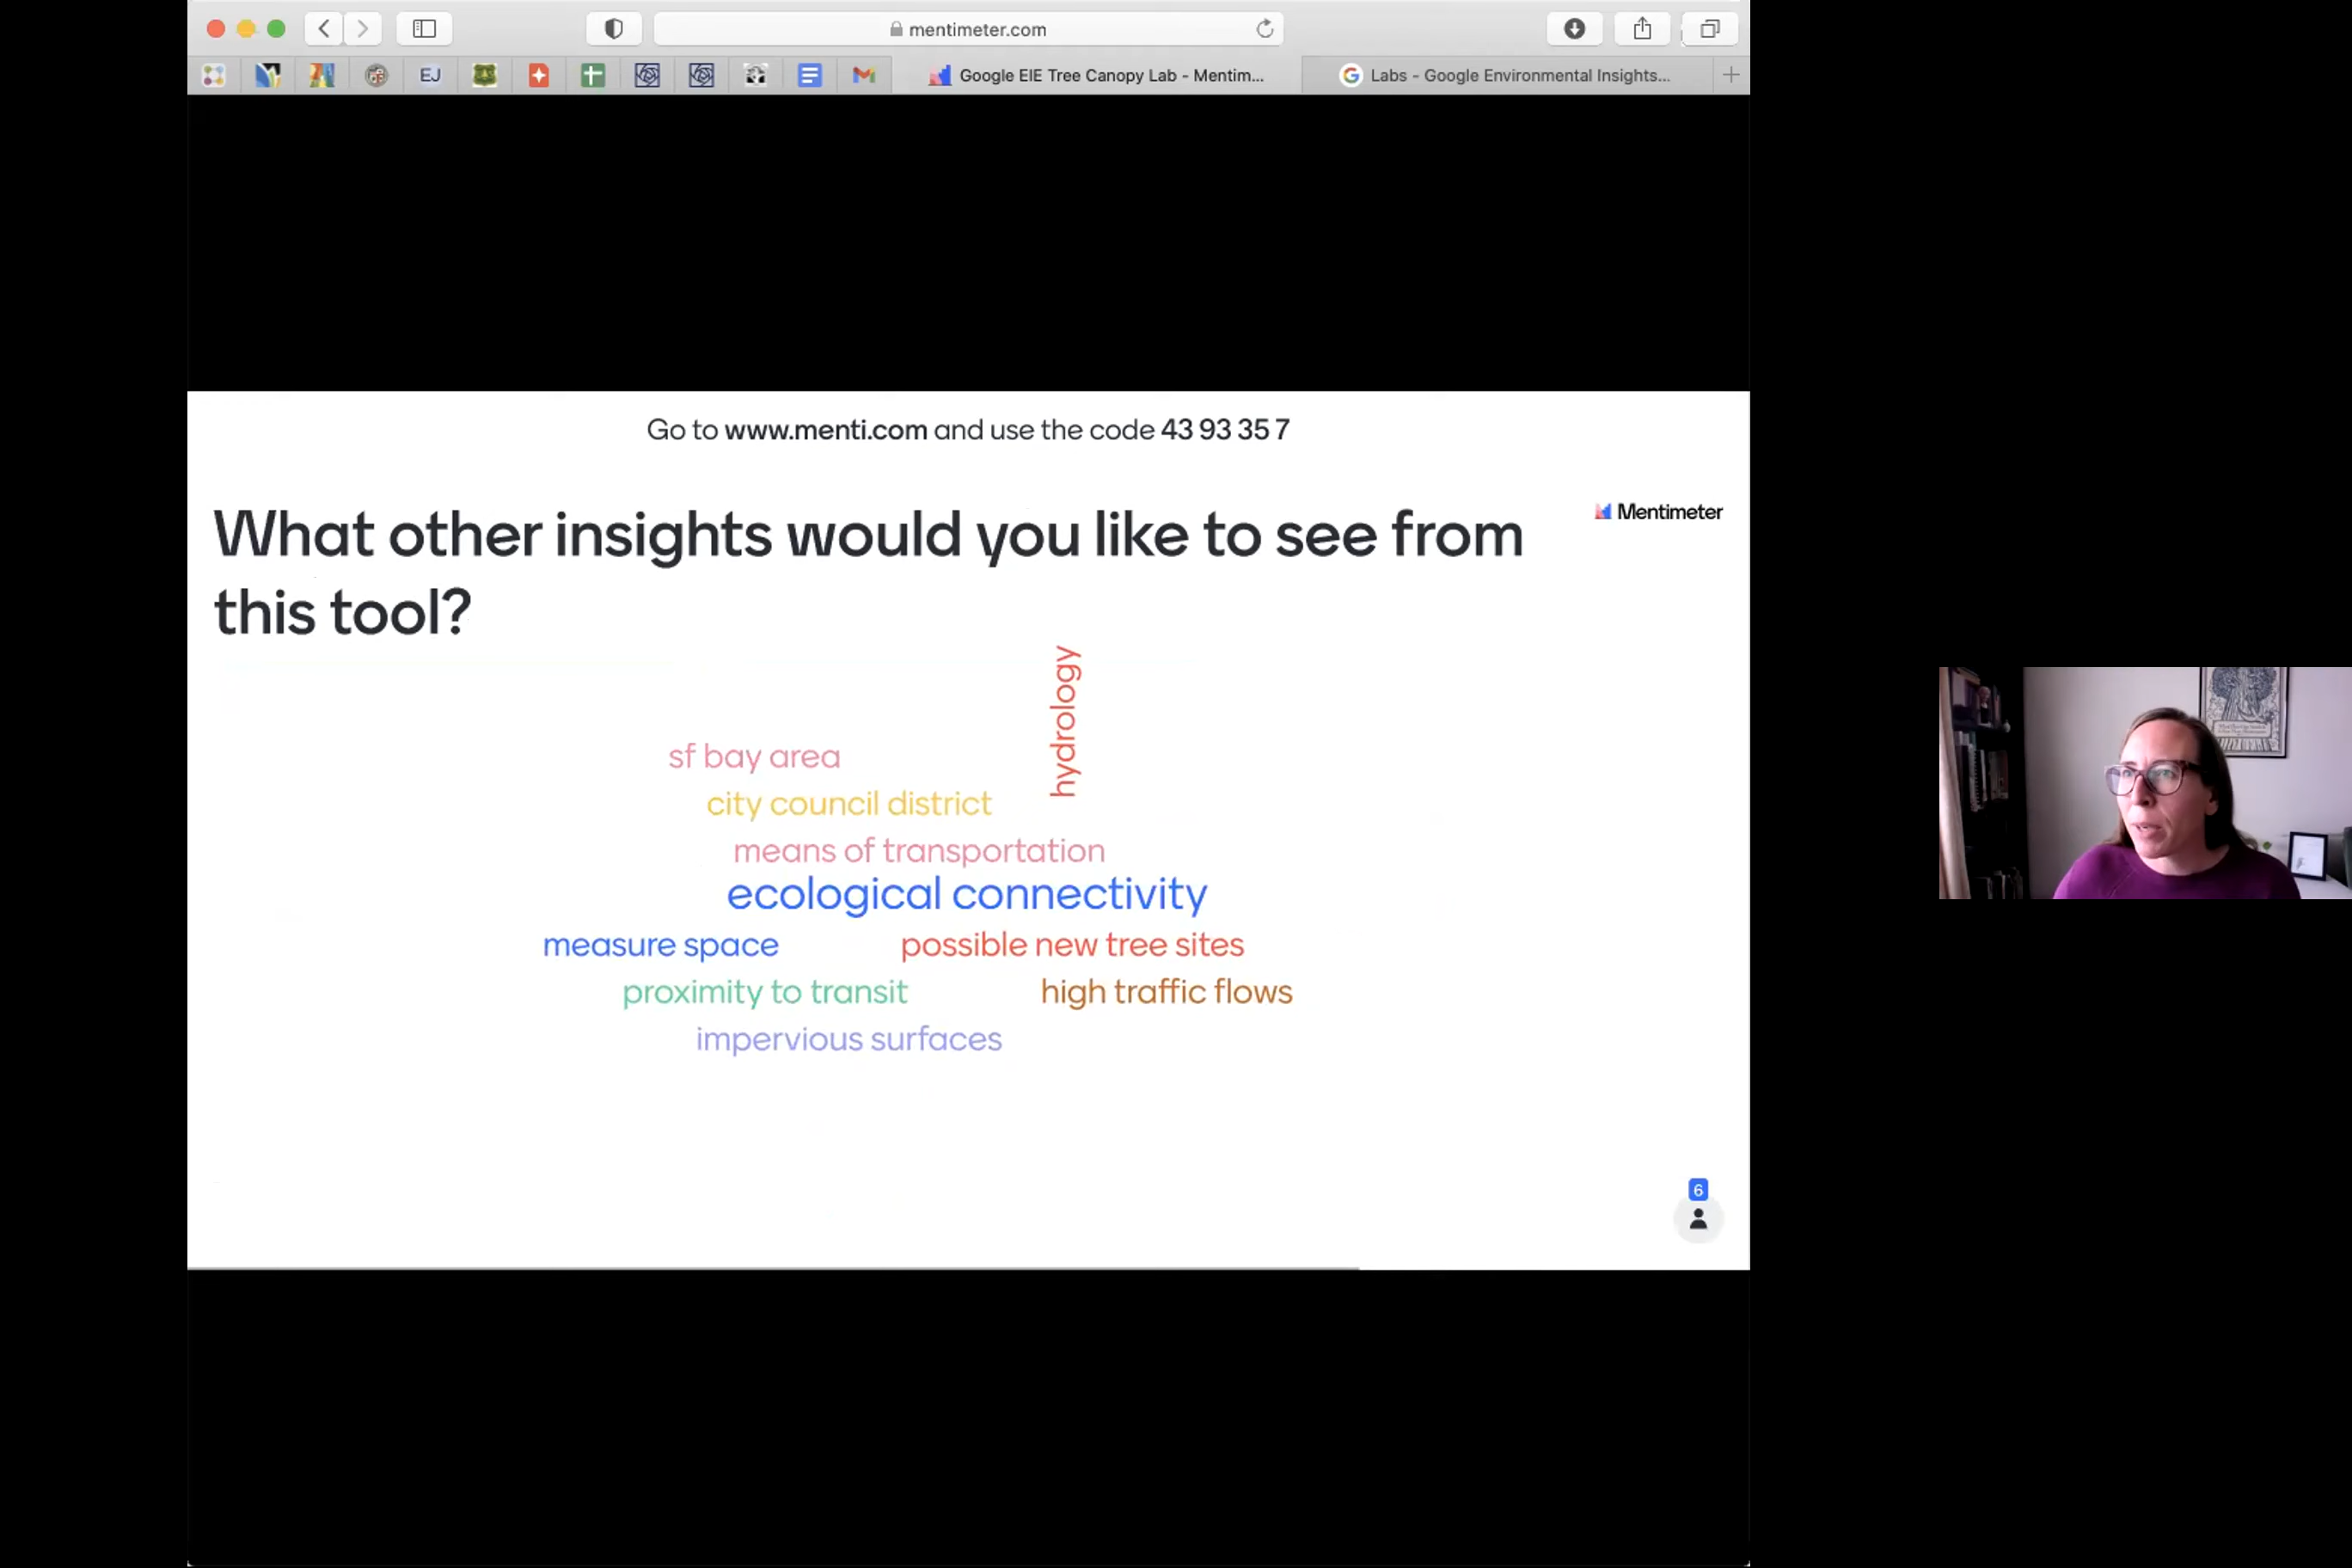 mentimeter.com
EJ
Google EIE Tree Canopy Lab - Mentim...
Labs - Google Environmental Insights...
Go to www.menti.com and use the code 43 93 35 7
What other insights would you like to see from
this tool?
Mentimeter
hydrology
sf bay area
city council district
means of transportation
ecological connectivity
measure space
possible new tree sites
proximity to transit
high traffic flows
impervious surfaces
6